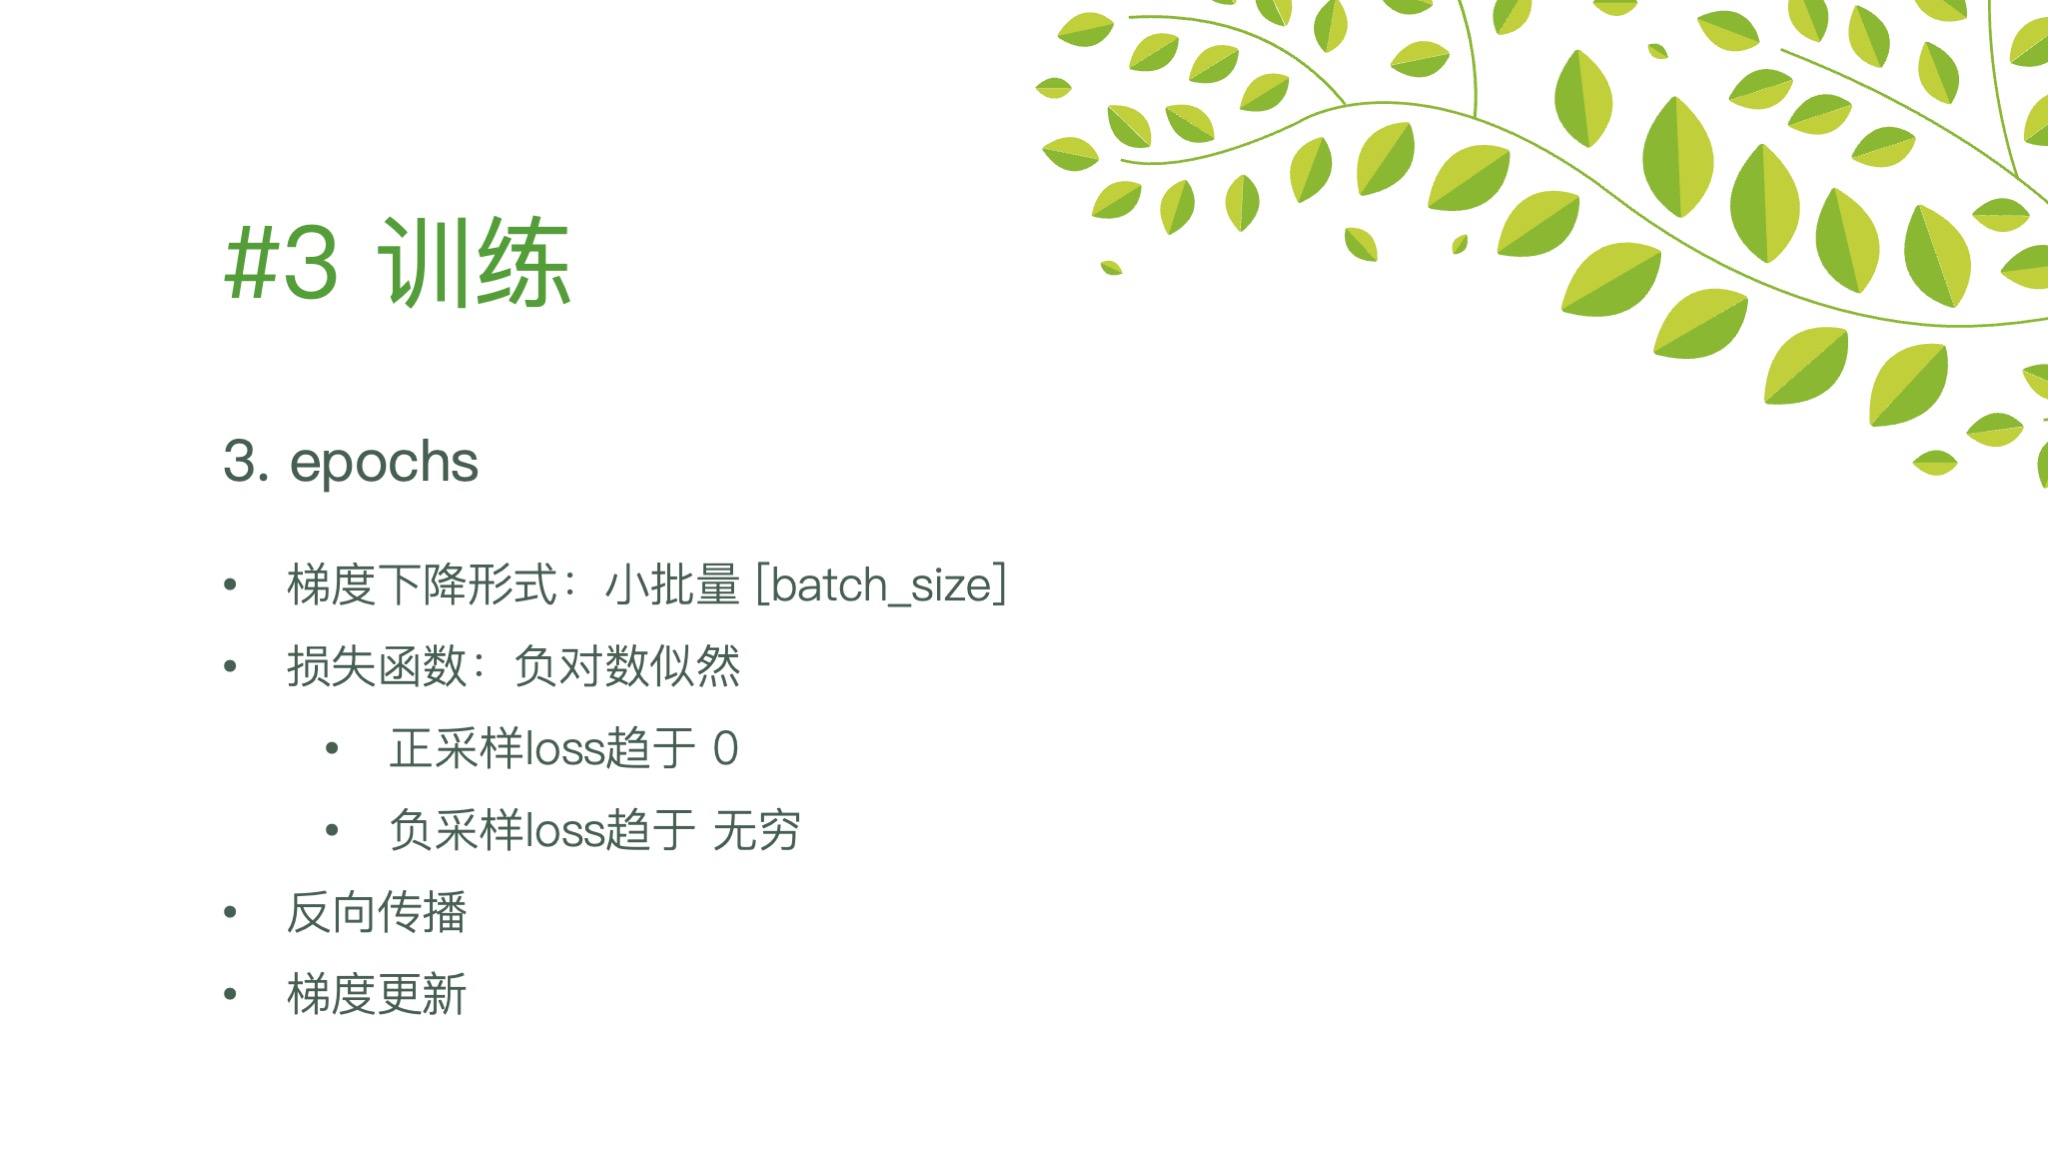 #3 训练
3. epochs
• 梯度下降形式：小批量 [batch_size]
• 损失函数：负对数似然
• 正采样loss趋于 0
• 负采样loss趋于 无穷
• 反向传播
• 梯度更新